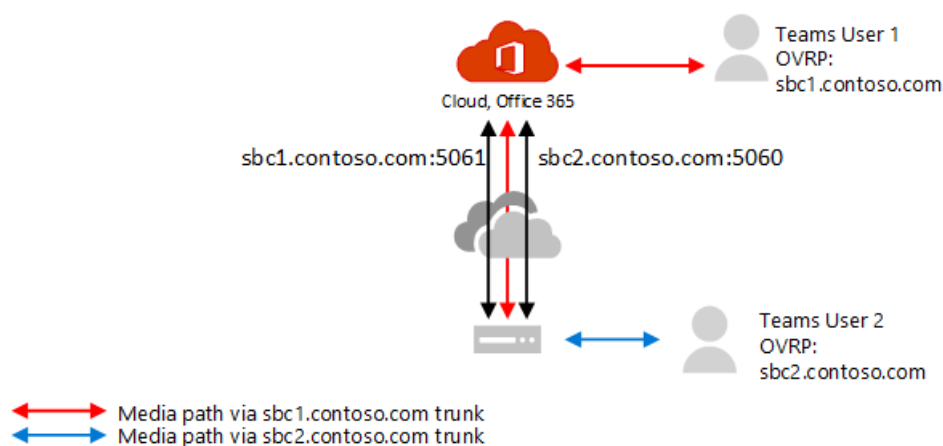 Teams User 1
OVRP:
sbc1.contoso.com
Cloud, Office 365
sbc1.contoso.com:5061
sbc2.contoso.com:5060
Teams User 2
OVRP:
sbc2.contoso.com
Media path via sbc1.contoso.com trunk
Media path via sbc2.contoso.com trunk